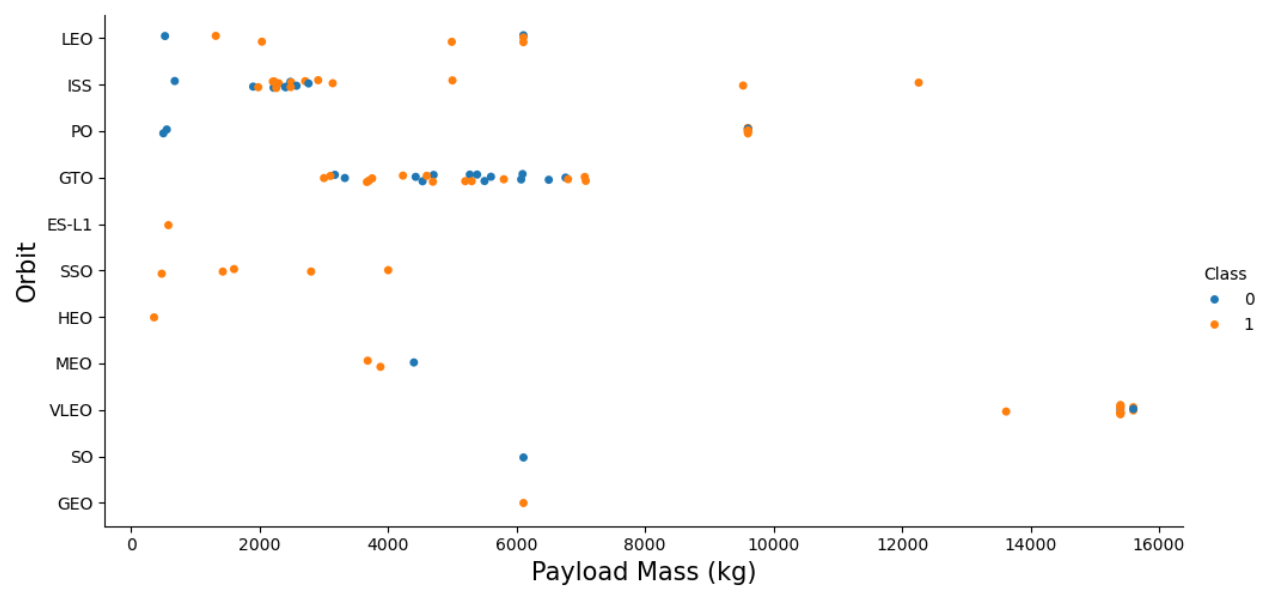 LEO
ISS
PO
GTO
ES-L1
SSO
HEO
MEO
VLEO
SO
GEO
Orbit
0 2000 4000 6000 8000 10000 12000 14000 16000
Payload Mass (kg)
Class
0
1